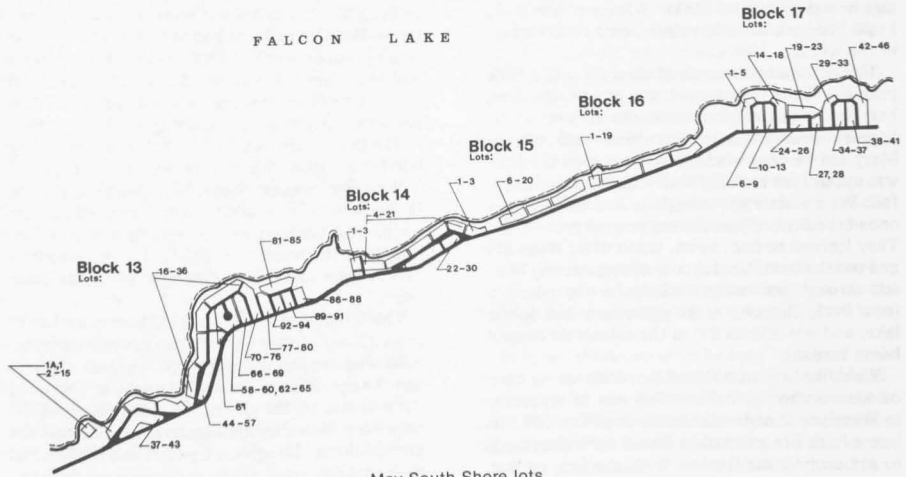 FALCON LAKE
Block 17
Lots:
1-5
14-18
19-23
29-33
42-46
6-9
10-13
24-26
27, 28
34-37
38-41
Block 16
Lots:
1-19
Block 15
Lots:
1-3
6-20
Block 14
Lots:
1-3
4-21
22-30
Block 13
Lots:
16-36
81-85
1A,1
2-15
37-43
44-57
61
58-60, 62-65
66-69
70-76
77-80
92-94
89-91
86-88
May South Shore lots